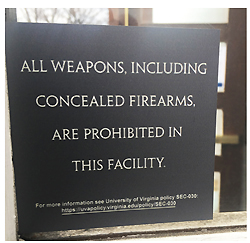 ALL WEAPONS, INCLUDING
CONCEALED FIREARMS,
ARE PROHIBITED IN
THIS FACILITY.
For more information see University of Virginia policy SEC-030:
https://uvapolicy.virginia.edu/policy/SEC-030